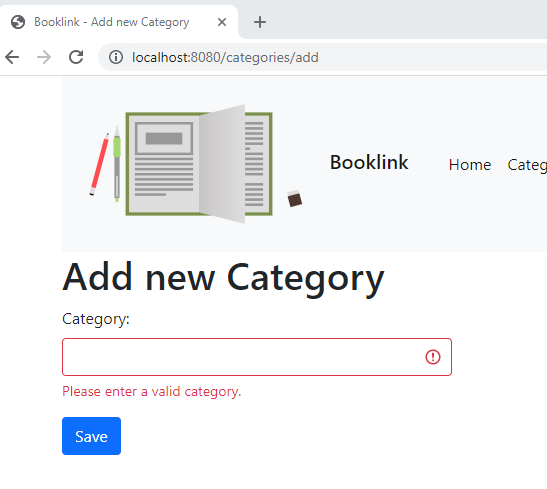 Booklink - Add new Category
localhost:8080/categories/add
Booklink
Home
Categ
Add new Category
Category:
Please enter a valid category.
Save